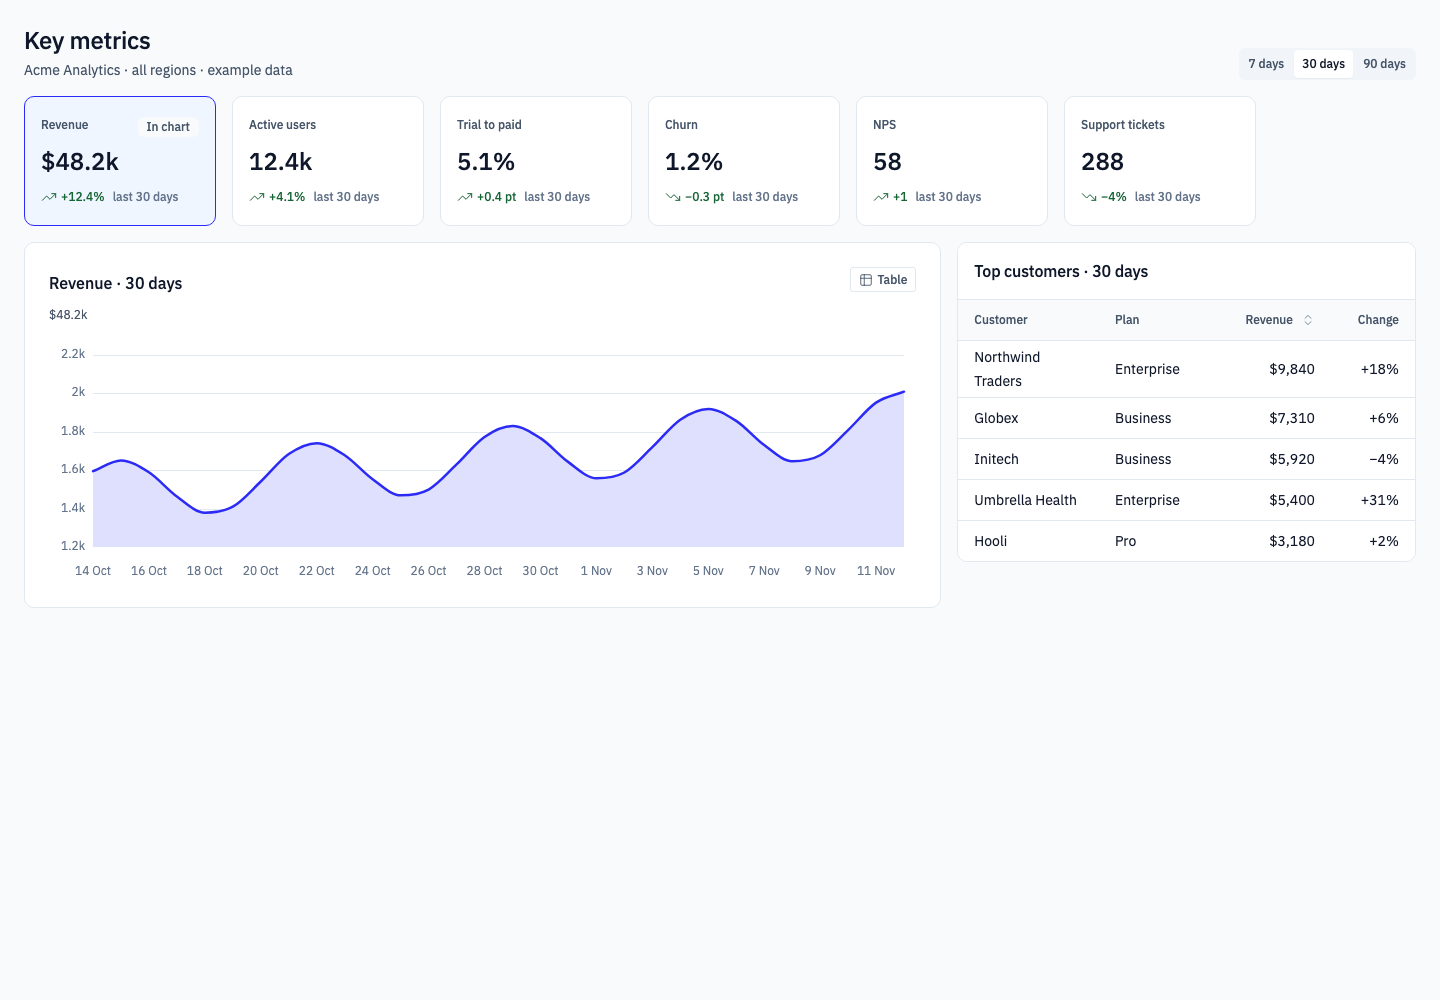 Key metrics
Acme Analytics · all regions · example data
7 days 30 days 90 days
Revenue In chart
$48.2k
+12.4% last 30 days
Active users
12.4k
+4.1% last 30 days
Trial to paid
5.1%
+0.4 pt last 30 days
Churn
1.2%
−0.3 pt last 30 days
NPS
58
+1 last 30 days
Support tickets
288
−4% last 30 days
Revenue · 30 days
Table
$48.2k
2.2k
2k
1.8k
1.6k
1.4k
1.2k
14 Oct 16 Oct 18 Oct 20 Oct 22 Oct 24 Oct 26 Oct 28 Oct 30 Oct 1 Nov 3 Nov 5 Nov 7 Nov 9 Nov 11 Nov
Top customers · 30 days
Customer Plan Revenue Change
Northwind
Traders
Enterprise $9,840 +18%
Globex Business $7,310 +6%
Initech Business $5,920 −4%
Umbrella Health Enterprise $5,400 +31%
Hooli Pro $3,180 +2%